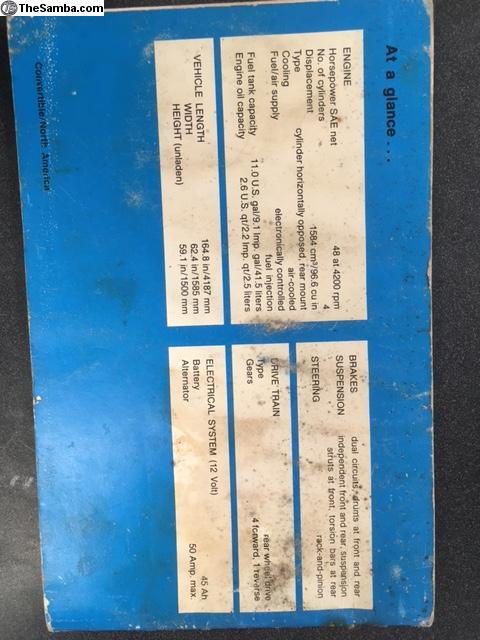 TheSamba.com
At a glance...
ENGINE
Horsepower SAE net 48 at 4200 rpm
No. of cylinders 4
Displacement 1584 cm³/96.6 cu in
Type cylinder horizontally opposed, rear mount
Cooling air-cooled
Fuel/air supply electronically controlled
fuel injection
Fuel tank capacity 11.0 U.S. gal/9.1 Imp. gal/41.5 liters
Engine oil capacity 2.6 U.S. qt/2.2 Imp. qt/2.5 liters
VEHICLE LENGTH 164.8 in/4187 mm
WIDTH 62.4 in/1585 mm
HEIGHT (unladen) 59.1 in/1500 mm
BRAKES dual circuits, drums at front and rear
SUSPENSION independent front and rear, suspension
struts at front, torsion bars at rear
STEERING rack-and-pinion
DRIVE TRAIN
Type rear wheel drive
Gears 4 forward, 1 reverse
ELECTRICAL SYSTEM (12 Volt)
Battery 45 Ah
Alternator 50 Amp. max.
Convertible/North America